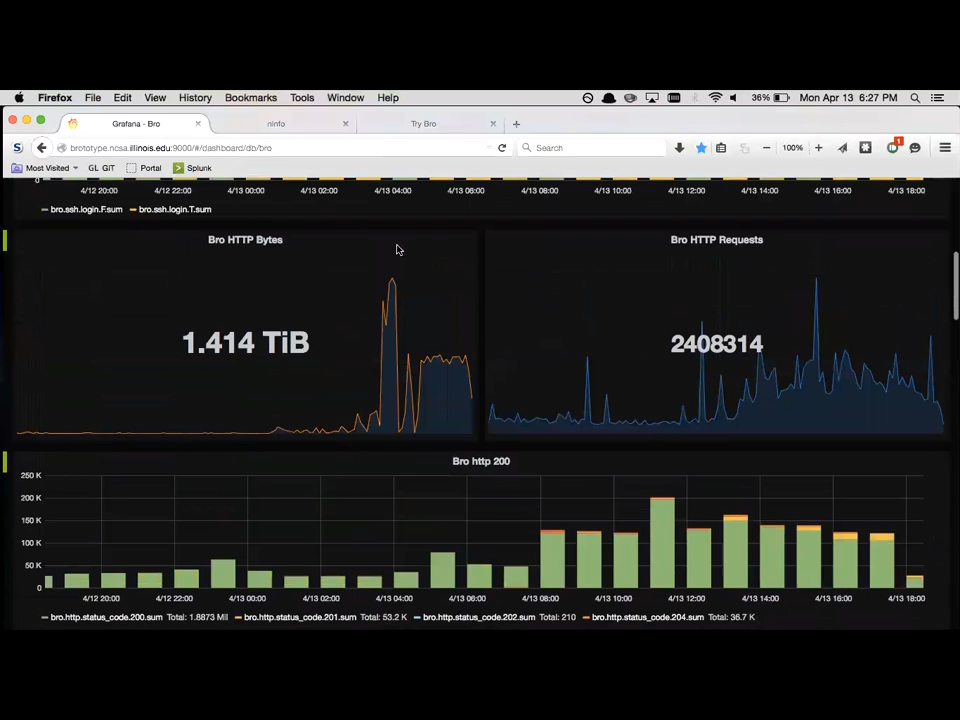 Firefox File Edit View History Bookmarks Tools Window Help 36% Mon Apr 13 6:27 PM
Grafana - Bro × ninfo × Try Bro × +
prototype.ncsa.illinois.edu:9000/#/dashboard/db/bro Search 100% 1
Most Visited GL GIT Portal Splunk
0
4/12 20:00 4/12 22:00 4/13 00:00 4/13 02:00 4/13 04:00 4/13 06:00 4/13 08:00 4/13 10:00 4/13 12:00 4/13 14:00 4/13 16:00 4/13 18:00
bro.ssh.login.F.sum bro.ssh.login.T.sum
Bro HTTP Bytes
1.414 TiB
Bro HTTP Requests
2408314
Bro http 200
250 K
200 K
150 K
100 K
50 K
0
4/12 20:00 4/12 22:00 4/13 00:00 4/13 02:00 4/13 04:00 4/13 06:00 4/13 08:00 4/13 10:00 4/13 12:00 4/13 14:00 4/13 16:00 4/13 18:00
bro.http.status_code.200.sum Total: 1.8873 Mil bro.http.status_code.201.sum Total: 53.2 K bro.http.status_code.202.sum Total: 210 bro.http.status_code.204.sum Total: 36.7 K